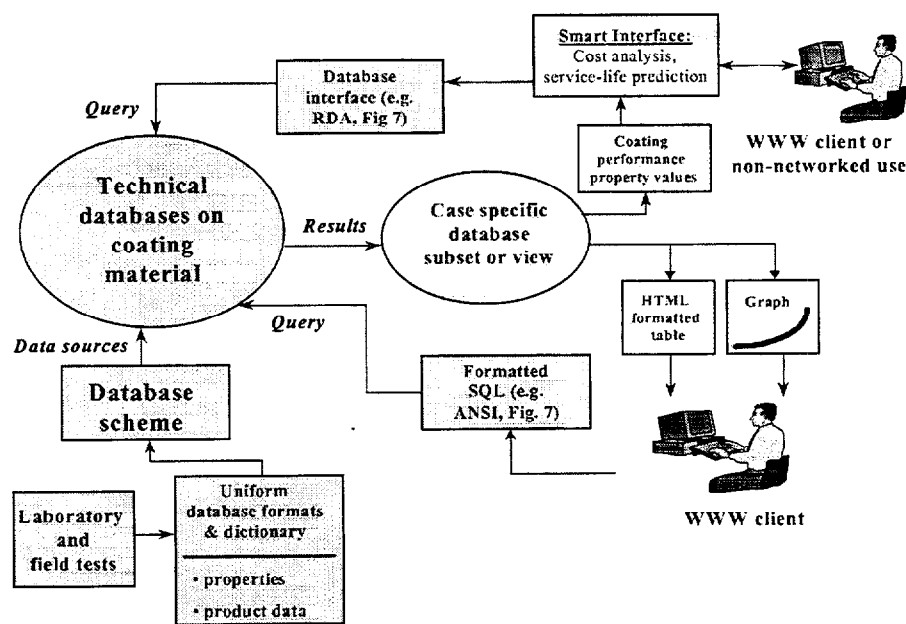 Smart Interface:
Cost analysis,
service-life prediction
Database
interface (e.g.
RDA, Fig 7)
Query
WWW client or
non-networked use
Coating
performance
property values
Technical
databases on
coating
material
Results
Case specific
database
subset or view
HTML
formatted
table
Graph
Query
Data sources
Formatted
SQL (e.g.
ANSI, Fig. 7)
Database
scheme
WWW client
Laboratory
and
field tests
Uniform
database formats
& dictionary
• properties
• product data